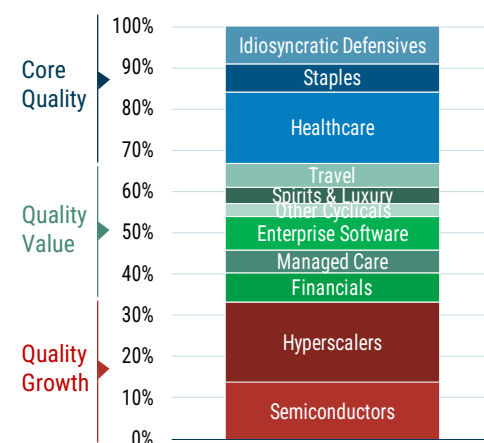 100%
90%
80%
70%
60%
50%
40%
30%
20%
10%
0%
Core
Quality
Quality
Value
Quality
Growth
Idiosyncratic Defensives
Staples
Healthcare
Travel
Spirits & Luxury
Other Cyclicals
Enterprise Software
Managed Care
Financials
Hyperscalers
Semiconductors